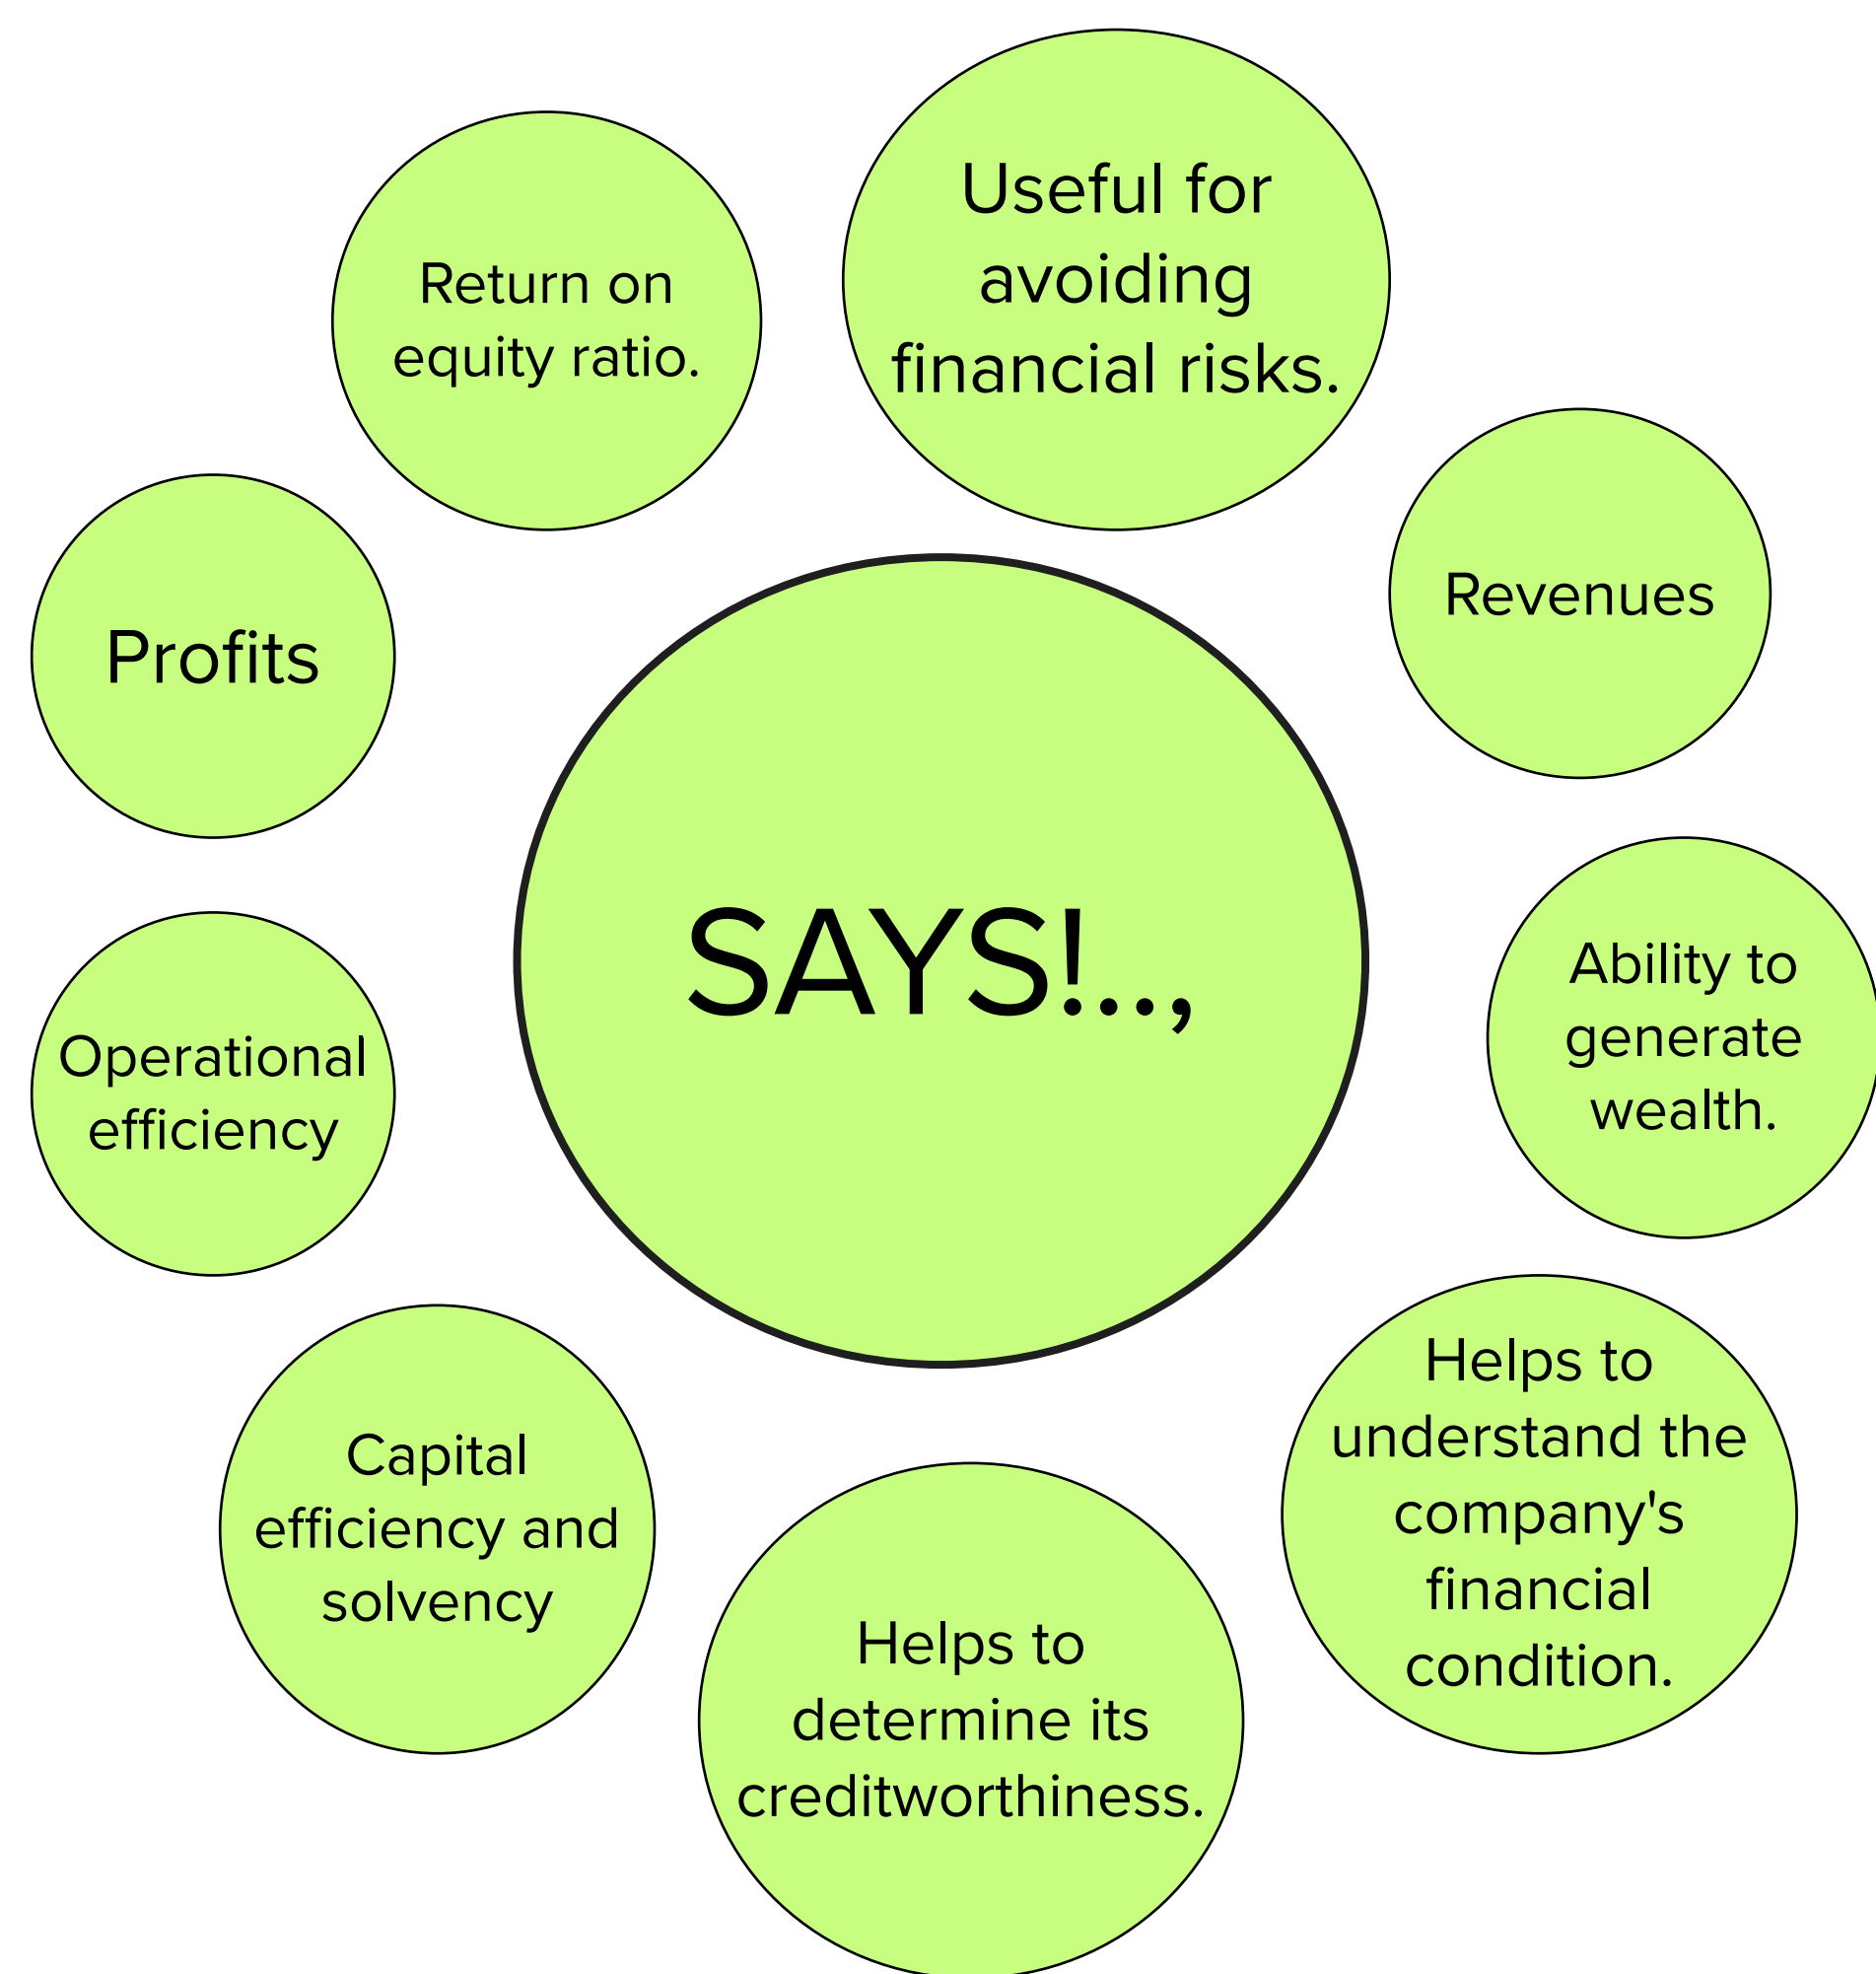 Useful for
avoiding
financial risks.
Return on
equity ratio.
Revenues
Profits
SAYS!..,
Ability to
generate
wealth.
Operational
efficiency
Helps to
understand the
company's
financial
condition.
Capital
efficiency and
solvency
Helps to
determine its
creditworthiness.